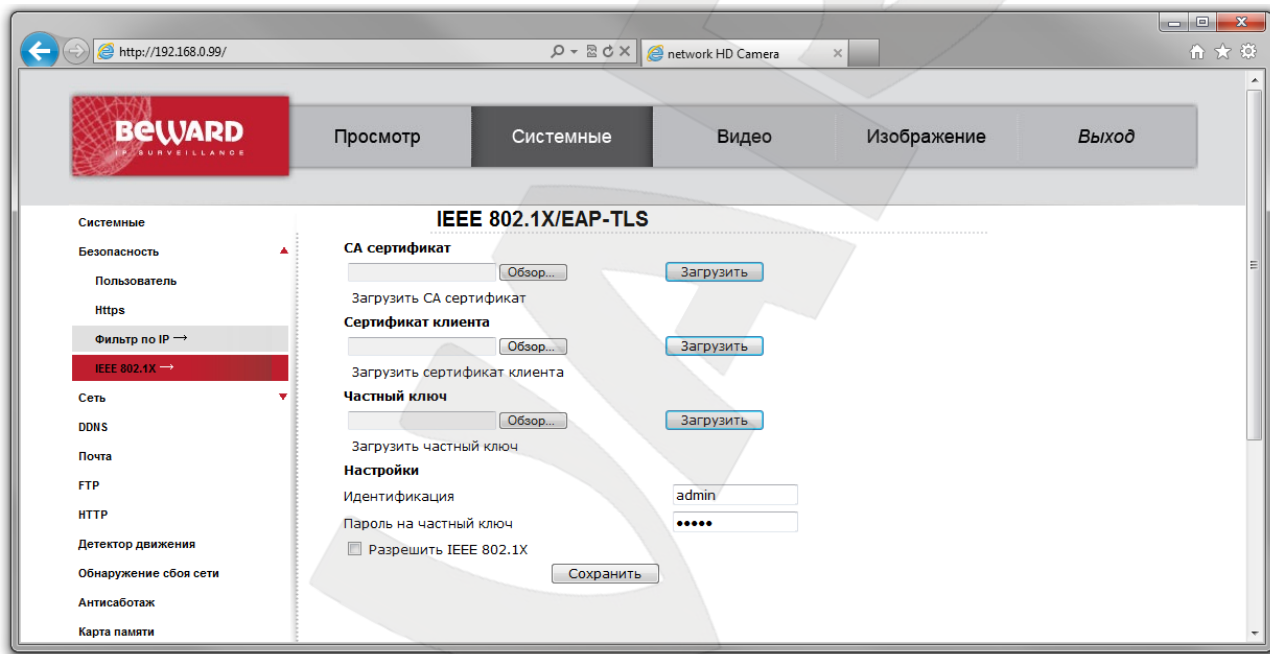 http://192.168.0.99/
network HD Camera
BEWARD
IP SURVEILLANCE
Просмотр
Системные
Видео
Изображение
Выход
Системные
Безопасность
Пользователь
Https
Фильтр по IP →
IEEE 802.1X →
Сеть
DDNS
Почта
FTP
HTTP
Детектор движения
Обнаружение сбоя сети
Антисаботаж
Карта памяти
IEEE 802.1X/EAP-TLS
CA сертификат
Обзор... Загрузить
Загрузить CA сертификат
Сертификат клиента
Обзор... Загрузить
Загрузить сертификат клиента
Частный ключ
Обзор... Загрузить
Загрузить частный ключ
Настройки
Идентификация admin
Пароль на частный ключ •••••
Разрешить IEEE 802.1X
Сохранить